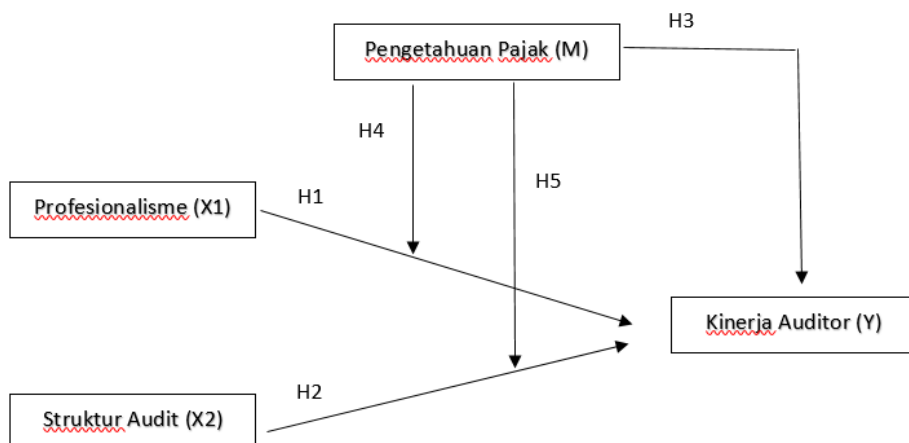 H3
Pengetahuan Pajak (M)
H4
H5
H1
Profesionalisme (X1)
Kinerja Auditor (Y)
H2
Struktur Audit (X2)